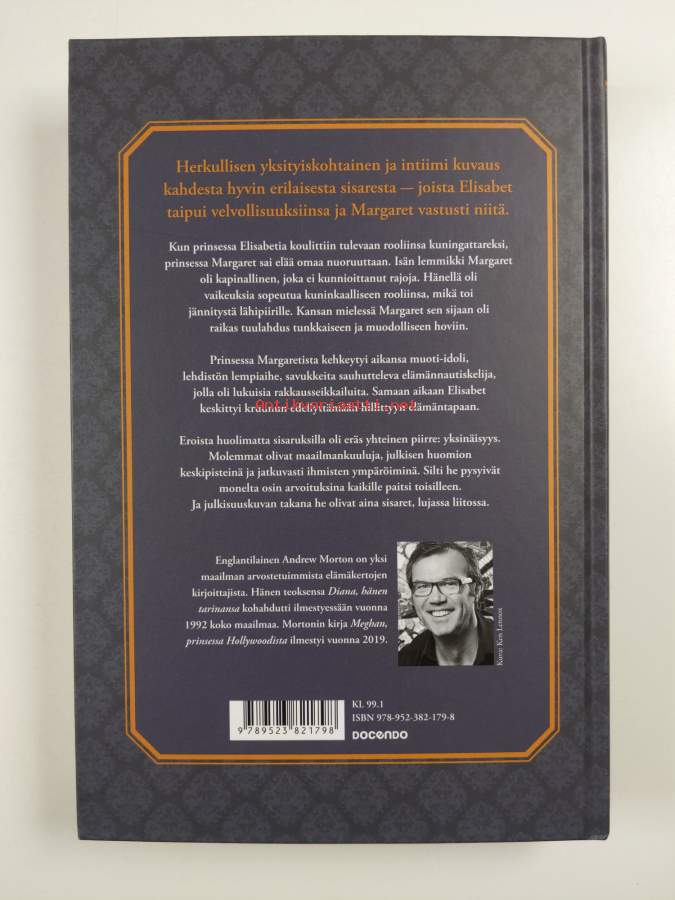 Herkullisen yksityiskohtainen ja intiimi kuvaus
kahdesta hyvin erilaisesta sisaresta — joista Elisabet
taipui velvollisuuksiinsa ja Margaret vastusti niitä.
Kun prinsessa Elisabetia koulittiin tulevaan rooliinsa kuningattareksi,
prinsessa Margaret sai elää omaa nuoruuttaan. Isän lemmikki Margaret
oli kapinallinen, joka ei kunnioittanut rajoja. Hänellä oli
vaikeuksia sopeutua kuninkaalliseen rooliinsa, mikä toi
jännitystä lähipiirille. Kansan mielessä Margaret sen sijaan oli
raikas tuulahdus tunkkaiseen ja muodolliseen hoviin.
Prinsessa Margaretista kehkeytyi aikansa muoti-idoli,
lehdistön lempiaihe, savukkeita sauhutteleva elämännautiskelija,
jolla oli lukuisia rakkausseikkailuita. Samaan aikaan Elisabet
keskittyi kruunun edellyttämään hillittyyn elämäntapaan.
Antikvariaatti.net
Eroista huolimatta sisaruksilla oli eräs yhteinen piirre: yksinäisyys.
Molemmat olivat maailmankuuluja, julkisen huomion
keskipisteinä ja jatkuvasti ihmisten ympäröiminä. Silti he pysyivät
monelta osin arvoituksina kaikille paitsi toisilleen.
Ja julkisuuskuvan takana he olivat aina sisaret, lujassa liitossa.
Englantilainen Andrew Morton on yksi
maailman arvostetuimmista elämäkertojen
kirjoittajista. Hänen teoksensa Diana, hänen
tarinansa kohahdutti ilmestyessään vuonna
1992 koko maailmaa. Mortonin kirja Meghan,
prinsessa Hollywoodista ilmestyi vuonna 2019.
Kuva: Ken Lennox
KL 99.1
ISBN 978-952-382-179-8
DOCENDO
9 789523 821798